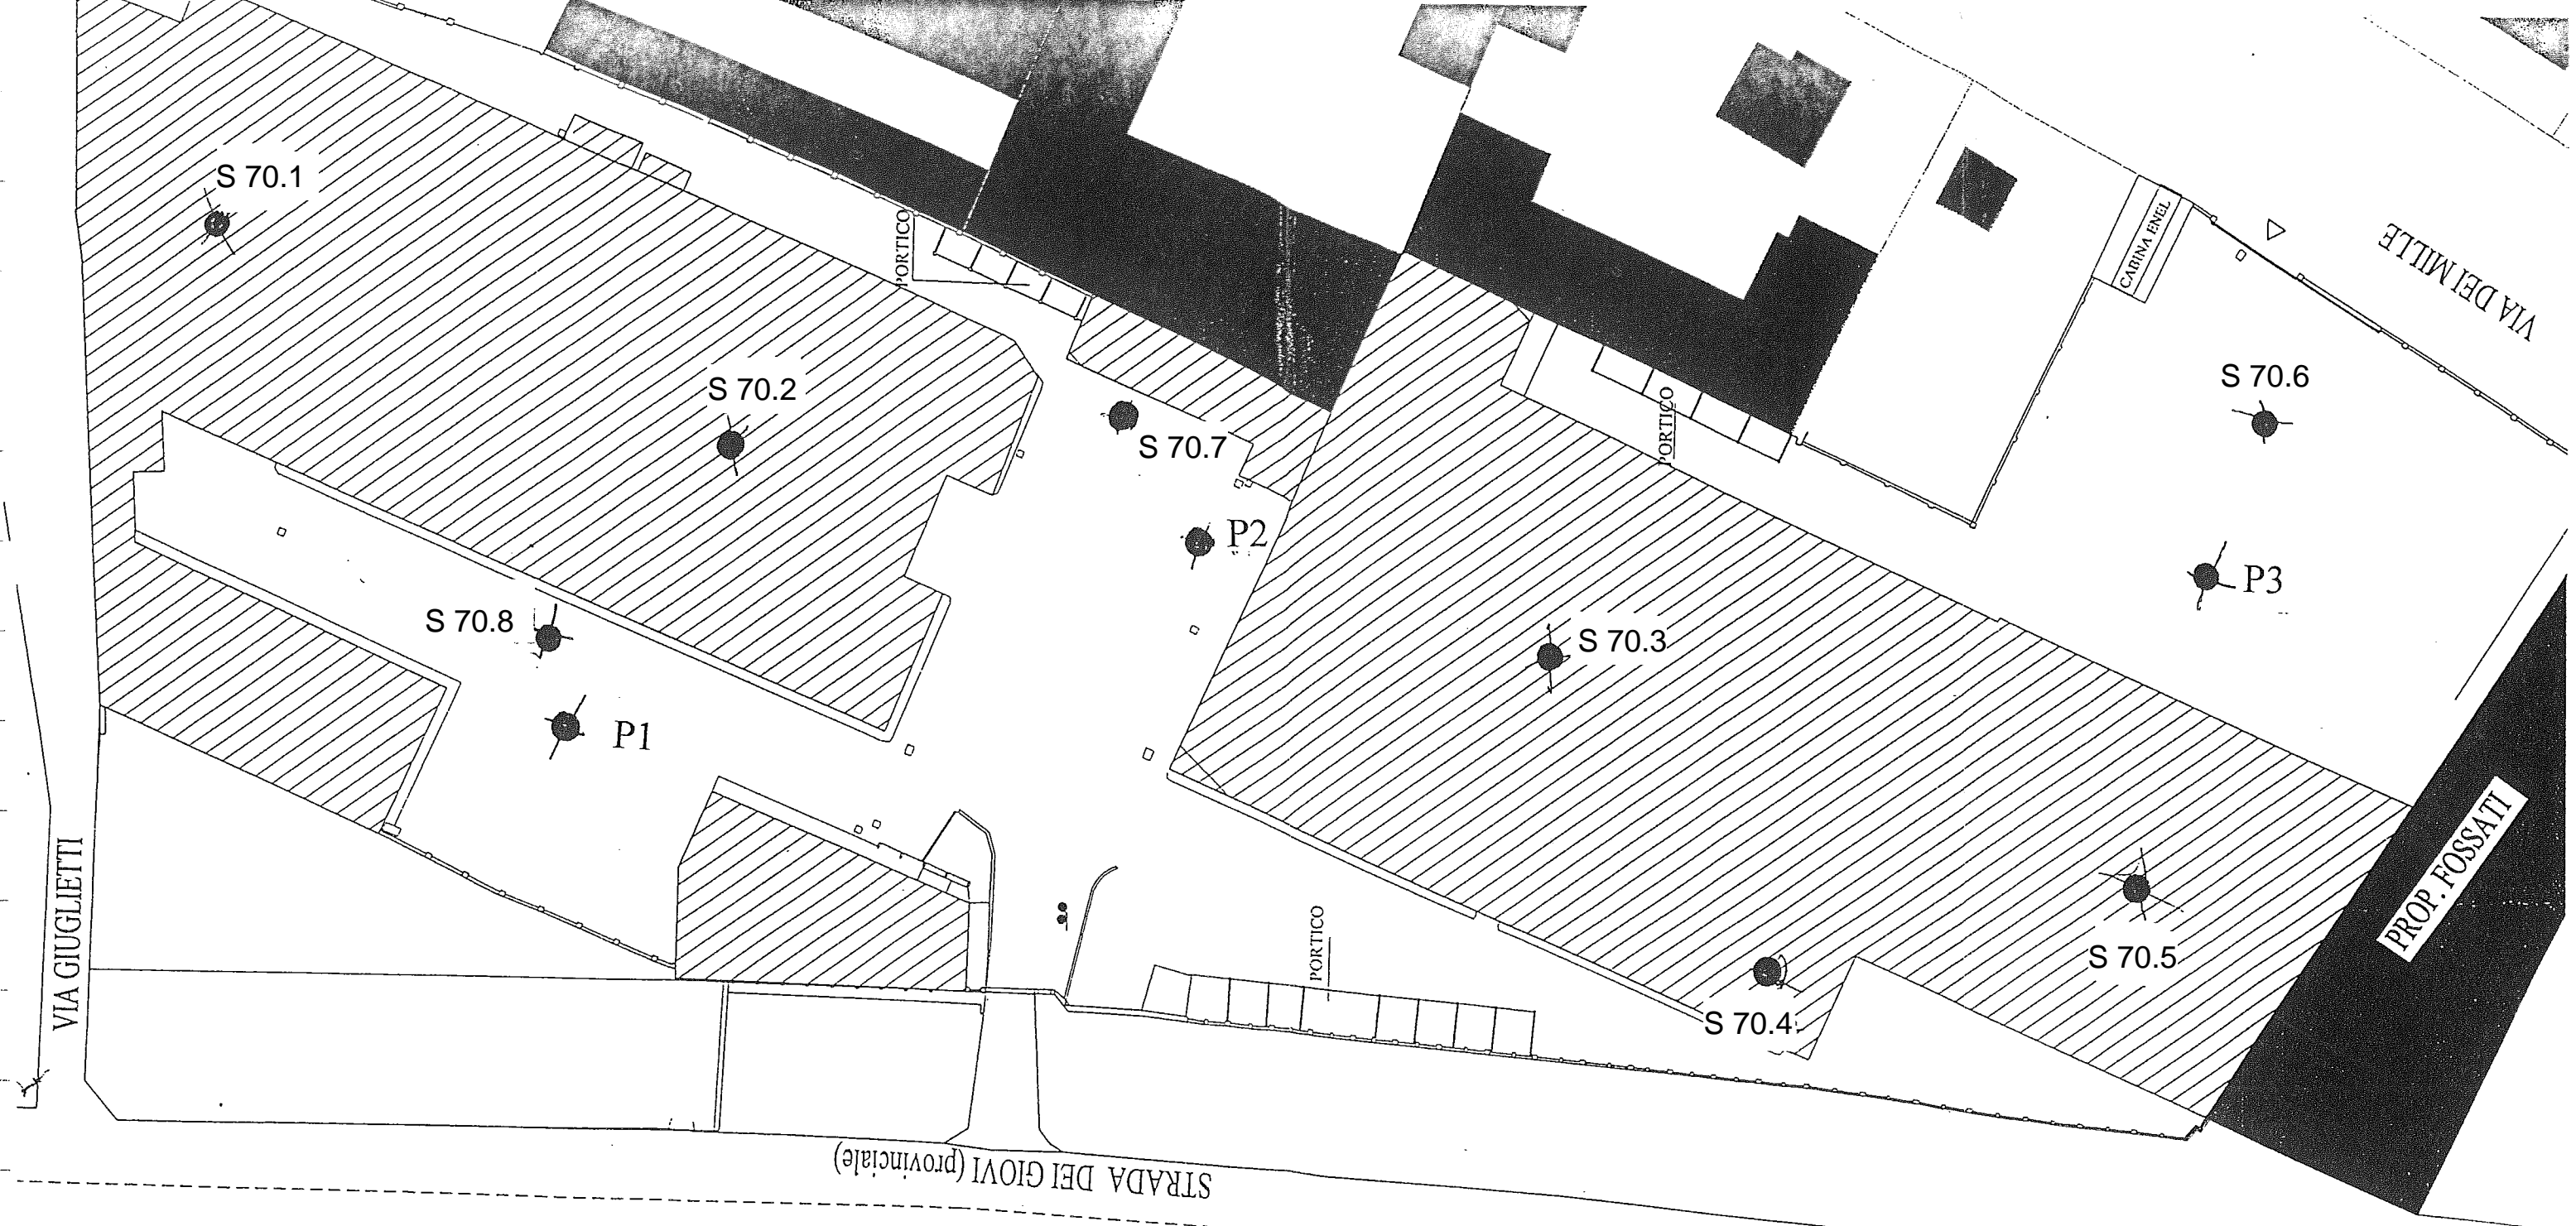 S 70.1
PORTICO
CABINA ENEL
VIA DEI MILLE
S 70.2
S 70.7
PORTICO
S 70.6
P2
P3
S 70.8
S 70.3
P1
VIA GIUGLIETTI
PORTICO
S 70.4
S 70.5
PROP. FOSSATI
STRADA DEI GIOVI (provinciale)